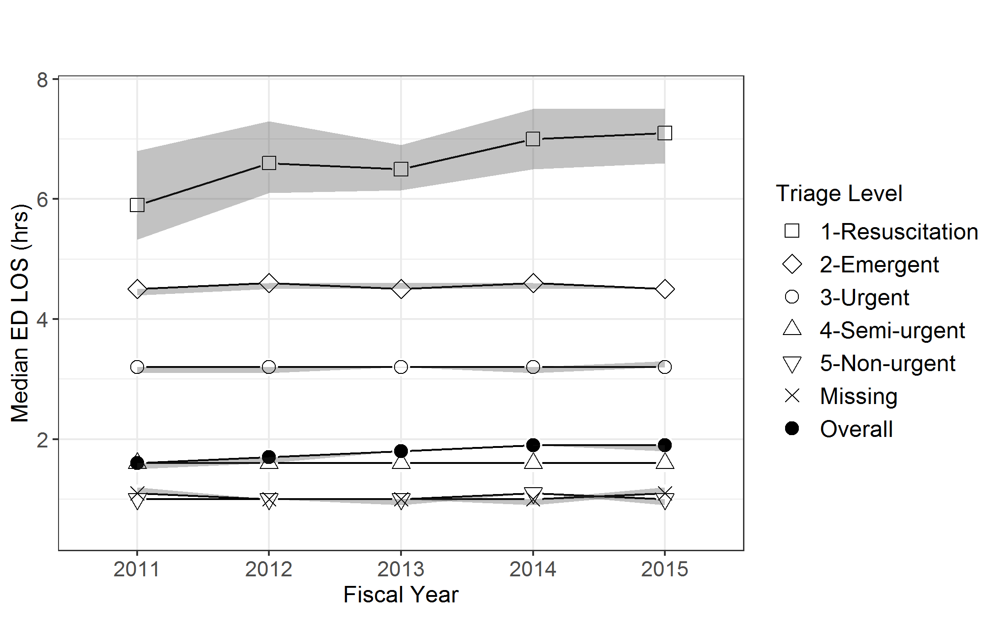 Median ED LOS (hrs)
8
6
4
2
2011 2012 2013 2014 2015
Fiscal Year
Triage Level
1-Resuscitation
2-Emergent
3-Urgent
4-Semi-urgent
5-Non-urgent
Missing
Overall